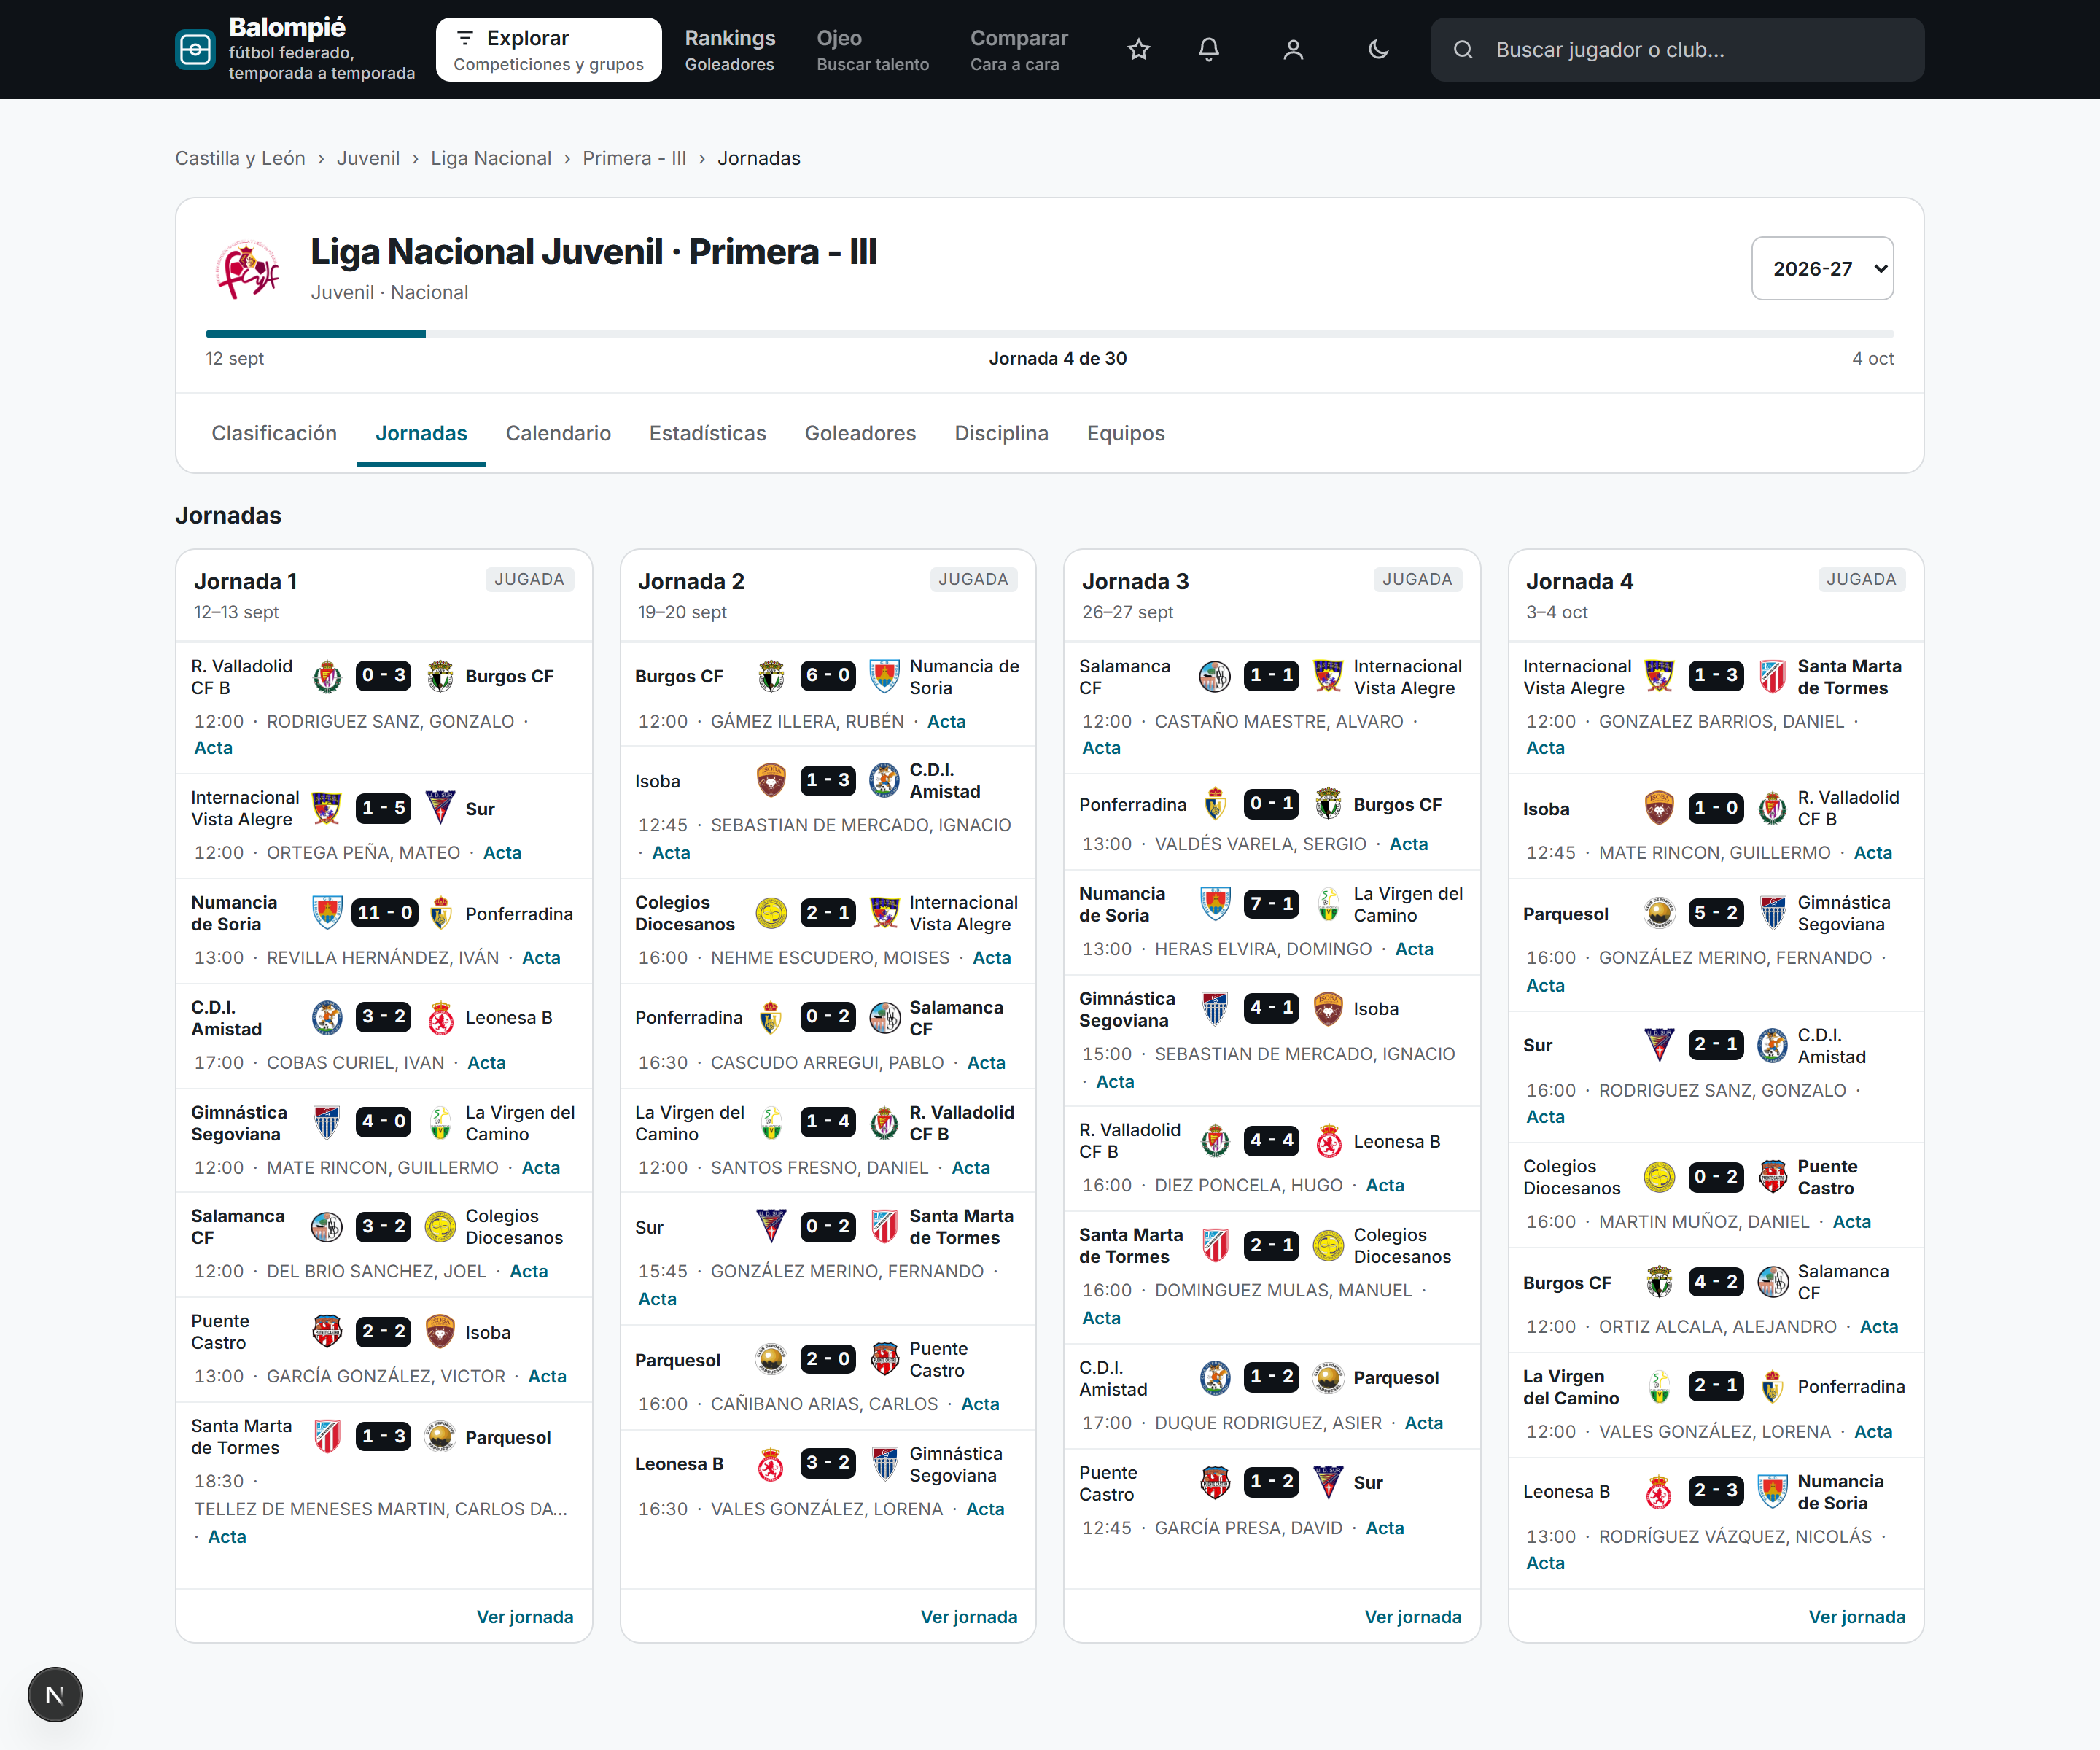 Balompié
fútbol federado,
temporada a temporada
Explorar
Competiciones y grupos
Rankings
Goleadores
Ojeo
Buscar talento
Comparar
Cara a cara
Buscar jugador o club...
Castilla y León › Juvenil › Liga Nacional › Primera - III › Jornadas
Liga Nacional Juvenil · Primera - III
Juvenil · Nacional
2026-27
12 sept
Jornada 4 de 30
4 oct
Clasificación
Jornadas
Calendario
Estadísticas
Goleadores
Disciplina
Equipos
Jornadas
Jornada 1
JUGADA
12–13 sept
R. Valladolid CF B 0 - 3 Burgos CF
12:00 · RODRIGUEZ SANZ, GONZALO ·
Acta
Internacional Vista Alegre 1 - 5 Sur
12:00 · ORTEGA PEÑA, MATEO · Acta
Numancia de Soria 11 - 0 Ponferradina
13:00 · REVILLA HERNÁNDEZ, IVÁN · Acta
C.D.I. Amistad 3 - 2 Leonesa B
17:00 · COBAS CURIEL, IVAN · Acta
Gimnástica Segoviana 4 - 0 La Virgen del Camino
12:00 · MATE RINCON, GUILLERMO · Acta
Salamanca CF 3 - 2 Colegios Diocesanos
12:00 · DEL BRIO SANCHEZ, JOEL · Acta
Puente Castro 2 - 2 Isoba
13:00 · GARCÍA GONZÁLEZ, VICTOR · Acta
Santa Marta de Tormes 1 - 3 Parquesol
18:30 ·
TELLEZ DE MENESES MARTIN, CARLOS DA...
· Acta
Ver jornada
Jornada 2
JUGADA
19–20 sept
Burgos CF 6 - 0 Numancia de Soria
12:00 · GÁMEZ ILLERA, RUBÉN · Acta
Isoba 1 - 3 C.D.I. Amistad
12:45 · SEBASTIAN DE MERCADO, IGNACIO
· Acta
Colegios Diocesanos 2 - 1 Internacional Vista Alegre
16:00 · NEHME ESCUDERO, MOISES · Acta
Ponferradina 0 - 2 Salamanca CF
16:30 · CASCUDO ARREGUI, PABLO · Acta
La Virgen del Camino 1 - 4 R. Valladolid CF B
12:00 · SANTOS FRESNO, DANIEL · Acta
Sur 0 - 2 Santa Marta de Tormes
15:45 · GONZÁLEZ MERINO, FERNANDO ·
Acta
Parquesol 2 - 0 Puente Castro
16:00 · CAÑIBANO ARIAS, CARLOS · Acta
Leonesa B 3 - 2 Gimnástica Segoviana
16:30 · VALES GONZÁLEZ, LORENA · Acta
Ver jornada
Jornada 3
JUGADA
26–27 sept
Salamanca CF 1 - 1 Internacional Vista Alegre
12:00 · CASTAÑO MAESTRE, ALVARO ·
Acta
Ponferradina 0 - 1 Burgos CF
13:00 · VALDÉS VARELA, SERGIO · Acta
Numancia de Soria 7 - 1 La Virgen del Camino
13:00 · HERAS ELVIRA, DOMINGO · Acta
Gimnástica Segoviana 4 - 1 Isoba
15:00 · SEBASTIAN DE MERCADO, IGNACIO
· Acta
R. Valladolid CF B 4 - 4 Leonesa B
16:00 · DIEZ PONCELA, HUGO · Acta
Santa Marta de Tormes 2 - 1 Colegios Diocesanos
16:00 · DOMINGUEZ MULAS, MANUEL ·
Acta
C.D.I. Amistad 1 - 2 Parquesol
17:00 · DUQUE RODRIGUEZ, ASIER · Acta
Puente Castro 1 - 2 Sur
12:45 · GARCÍA PRESA, DAVID · Acta
Ver jornada
Jornada 4
JUGADA
3–4 oct
Internacional Vista Alegre 1 - 3 Santa Marta de Tormes
12:00 · GONZALEZ BARRIOS, DANIEL ·
Acta
Isoba 1 - 0 R. Valladolid CF B
12:45 · MATE RINCON, GUILLERMO · Acta
Parquesol 5 - 2 Gimnástica Segoviana
16:00 · GONZÁLEZ MERINO, FERNANDO ·
Acta
Sur 2 - 1 C.D.I. Amistad
16:00 · RODRIGUEZ SANZ, GONZALO ·
Acta
Colegios Diocesanos 0 - 2 Puente Castro
16:00 · MARTIN MUÑOZ, DANIEL · Acta
Burgos CF 4 - 2 Salamanca CF
12:00 · ORTIZ ALCALA, ALEJANDRO · Acta
La Virgen del Camino 2 - 1 Ponferradina
12:00 · VALES GONZÁLEZ, LORENA · Acta
Leonesa B 2 - 3 Numancia de Soria
13:00 · RODRÍGUEZ VÁZQUEZ, NICOLÁS ·
Acta
Ver jornada
N